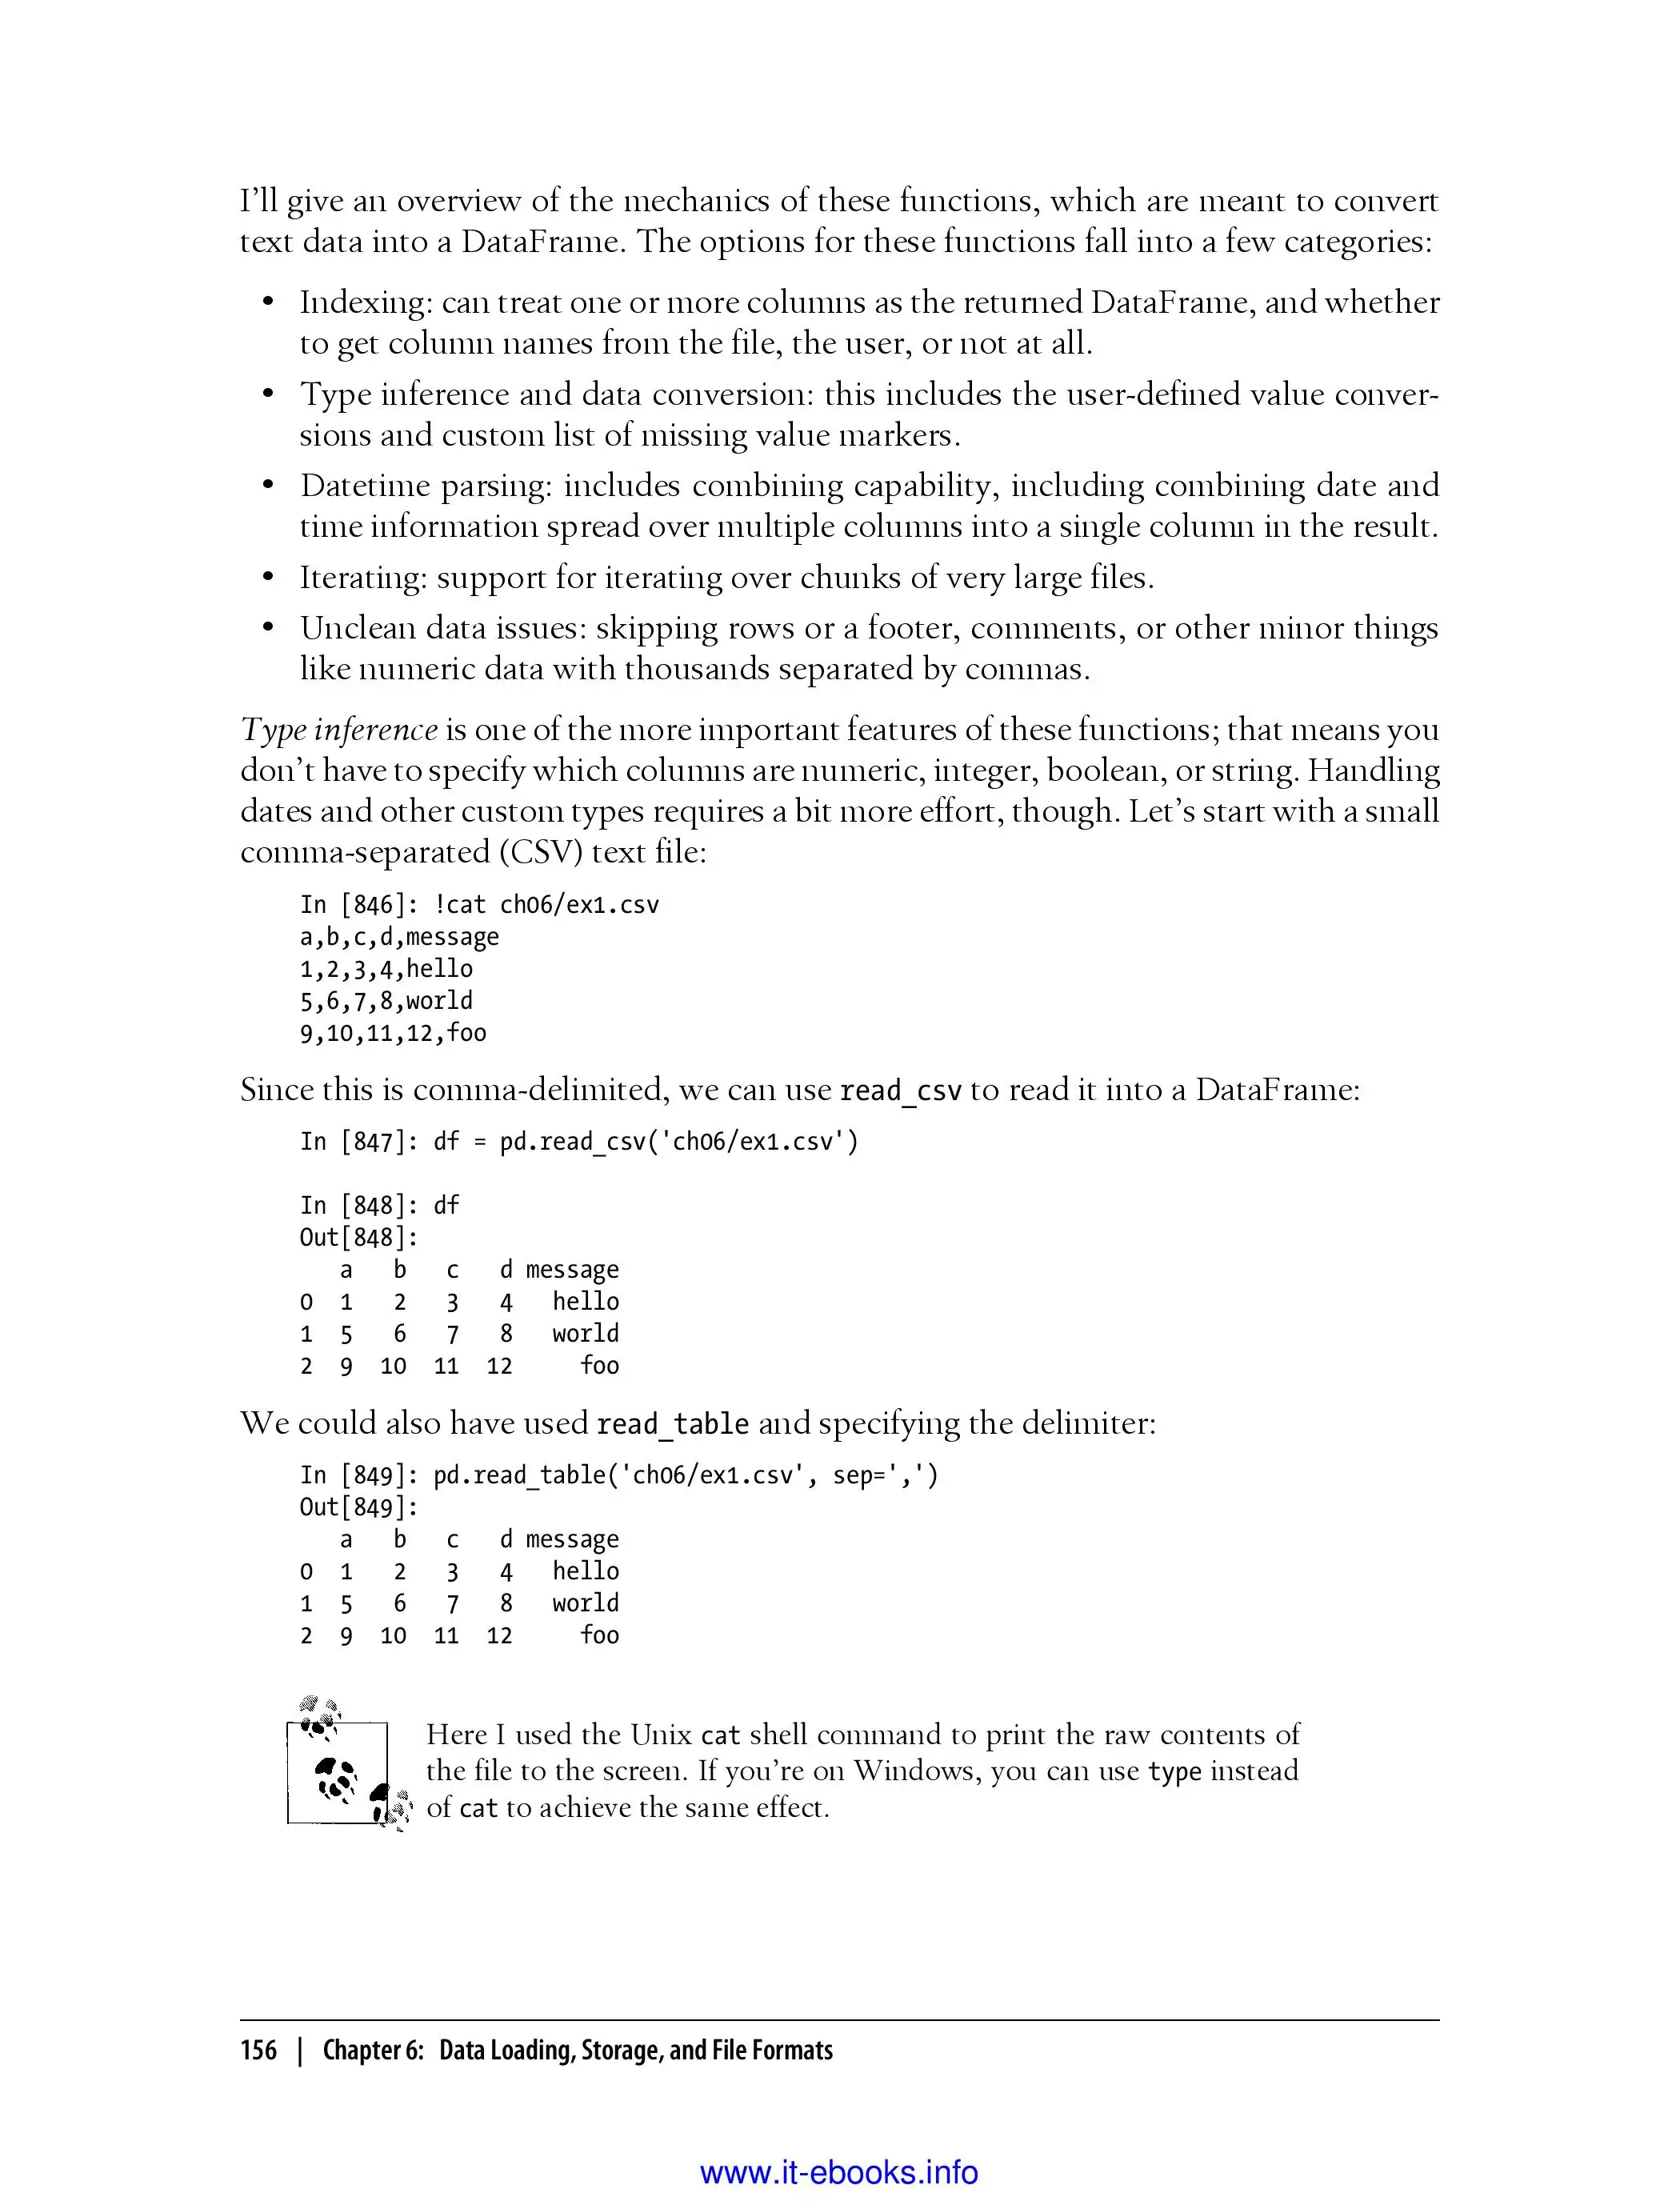 I’ll give an overview of the mechanics of these functions, which are meant to convert
text data into a DataFrame. The options for these functions fall into a few categories:
• Indexing: can treat one or more columns as the returned DataFrame, and whether
to get column names from the file, the user, or not at all.
• Type inference and data conversion: this includes the user-defined value conver-
sions and custom list of missing value markers.
• Datetime parsing: includes combining capability, including combining date and
time information spread over multiple columns into a single column in the result.
• Iterating: support for iterating over chunks of very large files.
• Unclean data issues: skipping rows or a footer, comments, or other minor things
like numeric data with thousands separated by commas.
Type inference is one of the more important features of these functions; that means you
don’t have to specify which columns are numeric, integer, boolean, or string. Handling
dates and other custom types requires a bit more effort, though. Let’s start with a small
comma-separated (CSV) text file:
In [846]: !cat ch06/ex1.csv
a,b,c,d,message
1,2,3,4,hello
5,6,7,8,world
9,10,11,12,foo
Since this is comma-delimited, we can use read_csv to read it into a DataFrame:
In [847]: df = pd.read_csv('ch06/ex1.csv')
In [848]: df
Out[848]:
   a   b   c   d message
0  1   2   3   4   hello
1  5   6   7   8   world
2  9  10  11  12     foo
We could also have used read_table and specifying the delimiter:
In [849]: pd.read_table('ch06/ex1.csv', sep=',')
Out[849]:
   a   b   c   d message
0  1   2   3   4   hello
1  5   6   7   8   world
2  9  10  11  12     foo
Here I used the Unix cat shell command to print the raw contents of
the file to the screen. If you’re on Windows, you can use type instead
of cat to achieve the same effect.
156 | Chapter 6: Data Loading, Storage, and File Formats
www.it-ebooks.info